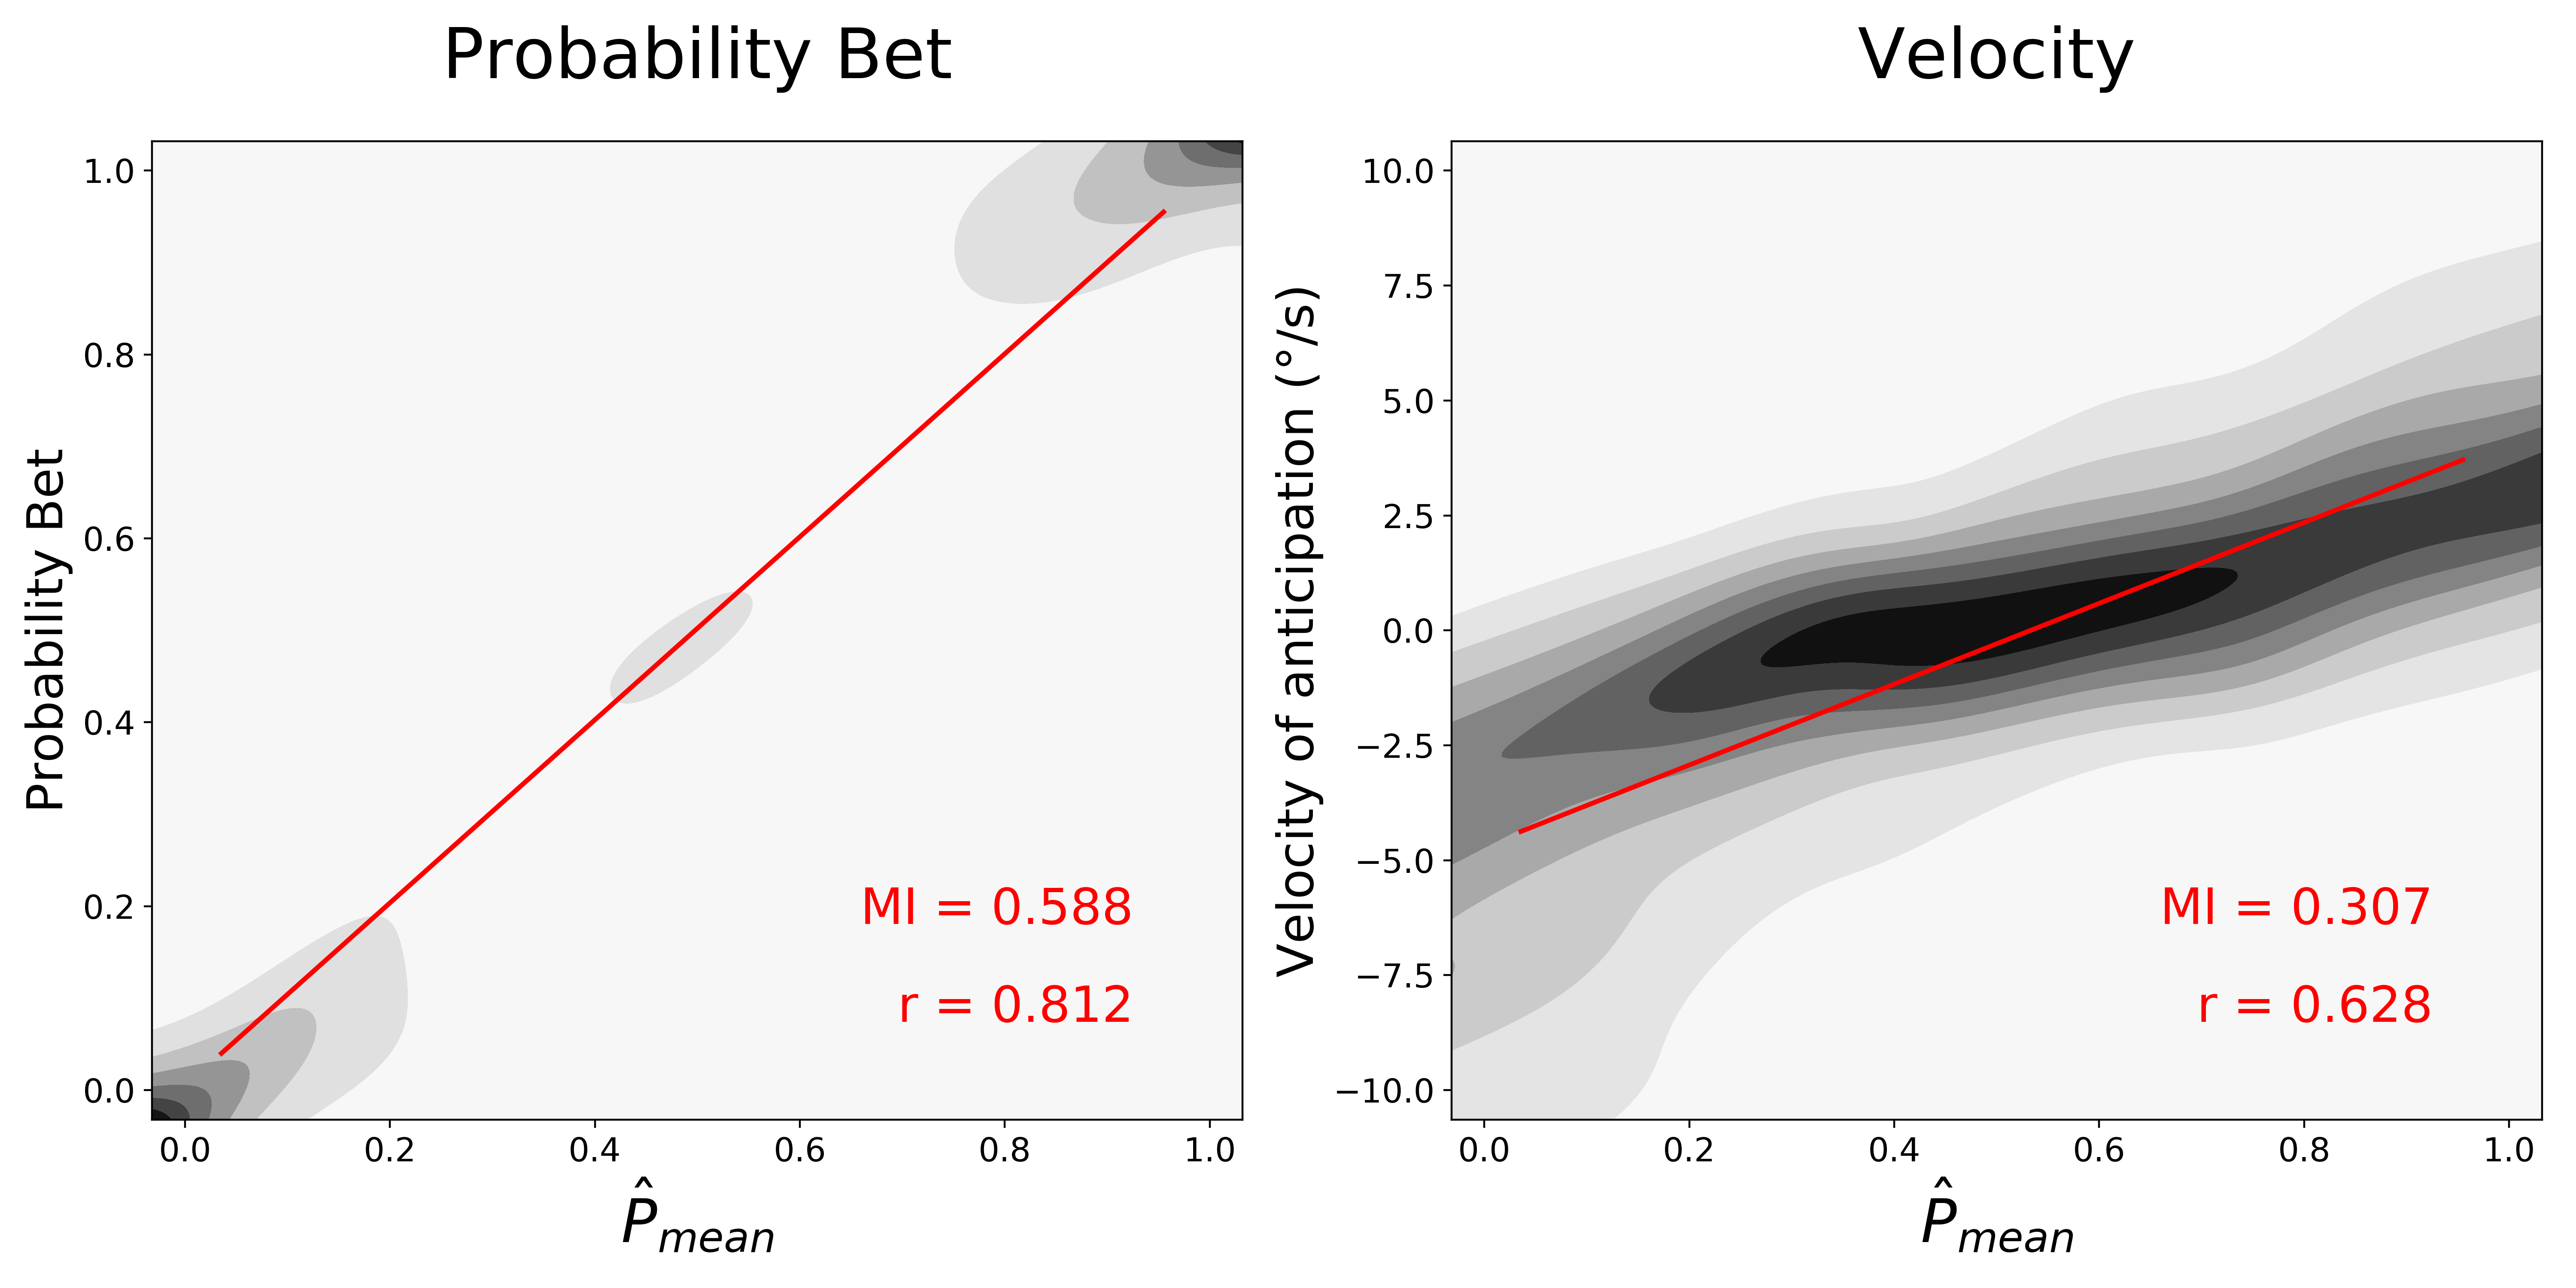 Probability Bet
Probability Bet
1.0
0.8
0.6
0.4
0.2
0.0
MI = 0.588
r = 0.812
0.0 0.2 0.4 0.6 0.8 1.0
P̂mean
Velocity
Velocity of anticipation (°/s)
10.0
7.5
5.0
2.5
0.0
−2.5
−5.0
−7.5
−10.0
MI = 0.307
r = 0.628
0.0 0.2 0.4 0.6 0.8 1.0
P̂mean